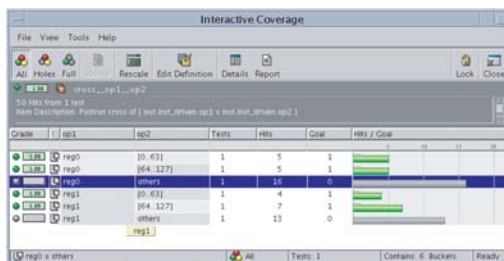 Interactive Coverage
File View Tools Help
All Holes Full Rescale Edit Definition Details Report Lock Close
1.00 cross__op1__op2
50 Hits from 1 test
Item Description: Postrun cross of [ inst.inst_driven.op1 x inst.inst_driven.op2 ]
Grade op1 op2 Tests Hits Goal Hits / Goal
1.00 reg0 [0..63] 1 5 1
1.00 reg0 [64..127] 1 5 1
reg0 others 1 16 0
1.00 reg1 [0..63] 1 4 1
1.00 reg1 [64..127] 1 7 1
reg1 others 1 13 0
reg1
reg0 x others All Tests: 1 Contains: 6 Buckets Ready